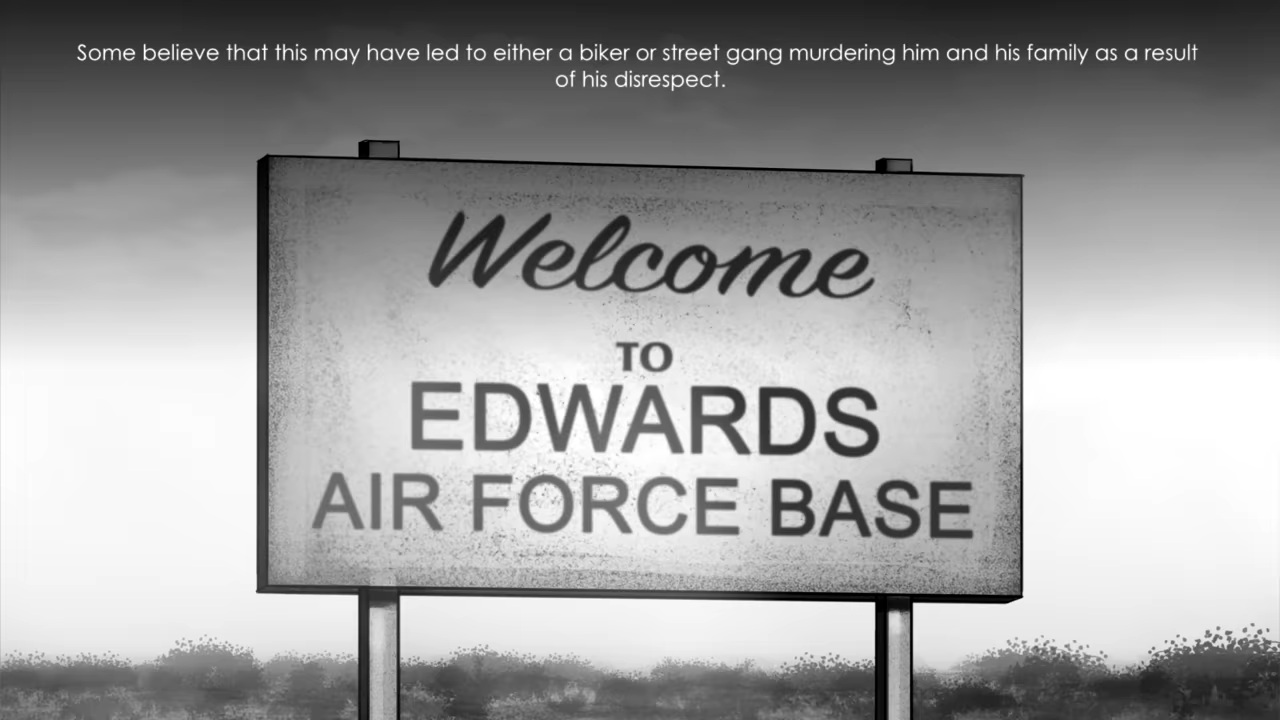 Some believe that this may have led to either a biker or street gang murdering him and his family as a result
of his disrespect.
Welcome
TO
EDWARDS
AIR FORCE BASE